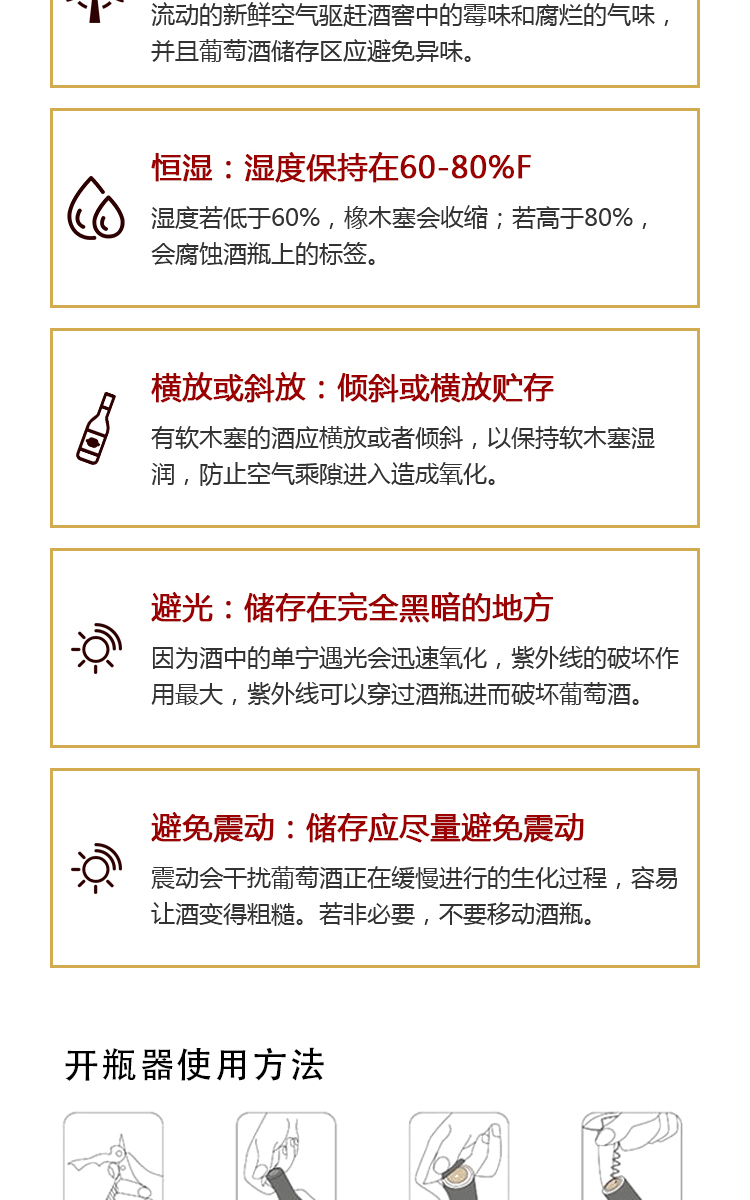 流动的新鲜空气驱赶酒窖中的霉味和腐烂的气味，
并且葡萄酒储存区应避免异味。
恒湿：湿度保持在60-80%F
湿度若低于60%，橡木塞会收缩；若高于80%，
会腐蚀酒瓶上的标签。
横放或斜放：倾斜或横放贮存
有软木塞的酒应横放或者倾斜，以保持软木塞湿
润，防止空气乘隙进入造成氧化。
避光：储存在完全黑暗的地方
因为酒中的单宁遇光会迅速氧化，紫外线的破坏作
用最大，紫外线可以穿过酒瓶进而破坏葡萄酒。
避免震动：储存应尽量避免震动
震动会干扰葡萄酒正在缓慢进行的生化过程，容易
让酒变得粗糙。若非必要，不要移动酒瓶。
开瓶器使用方法